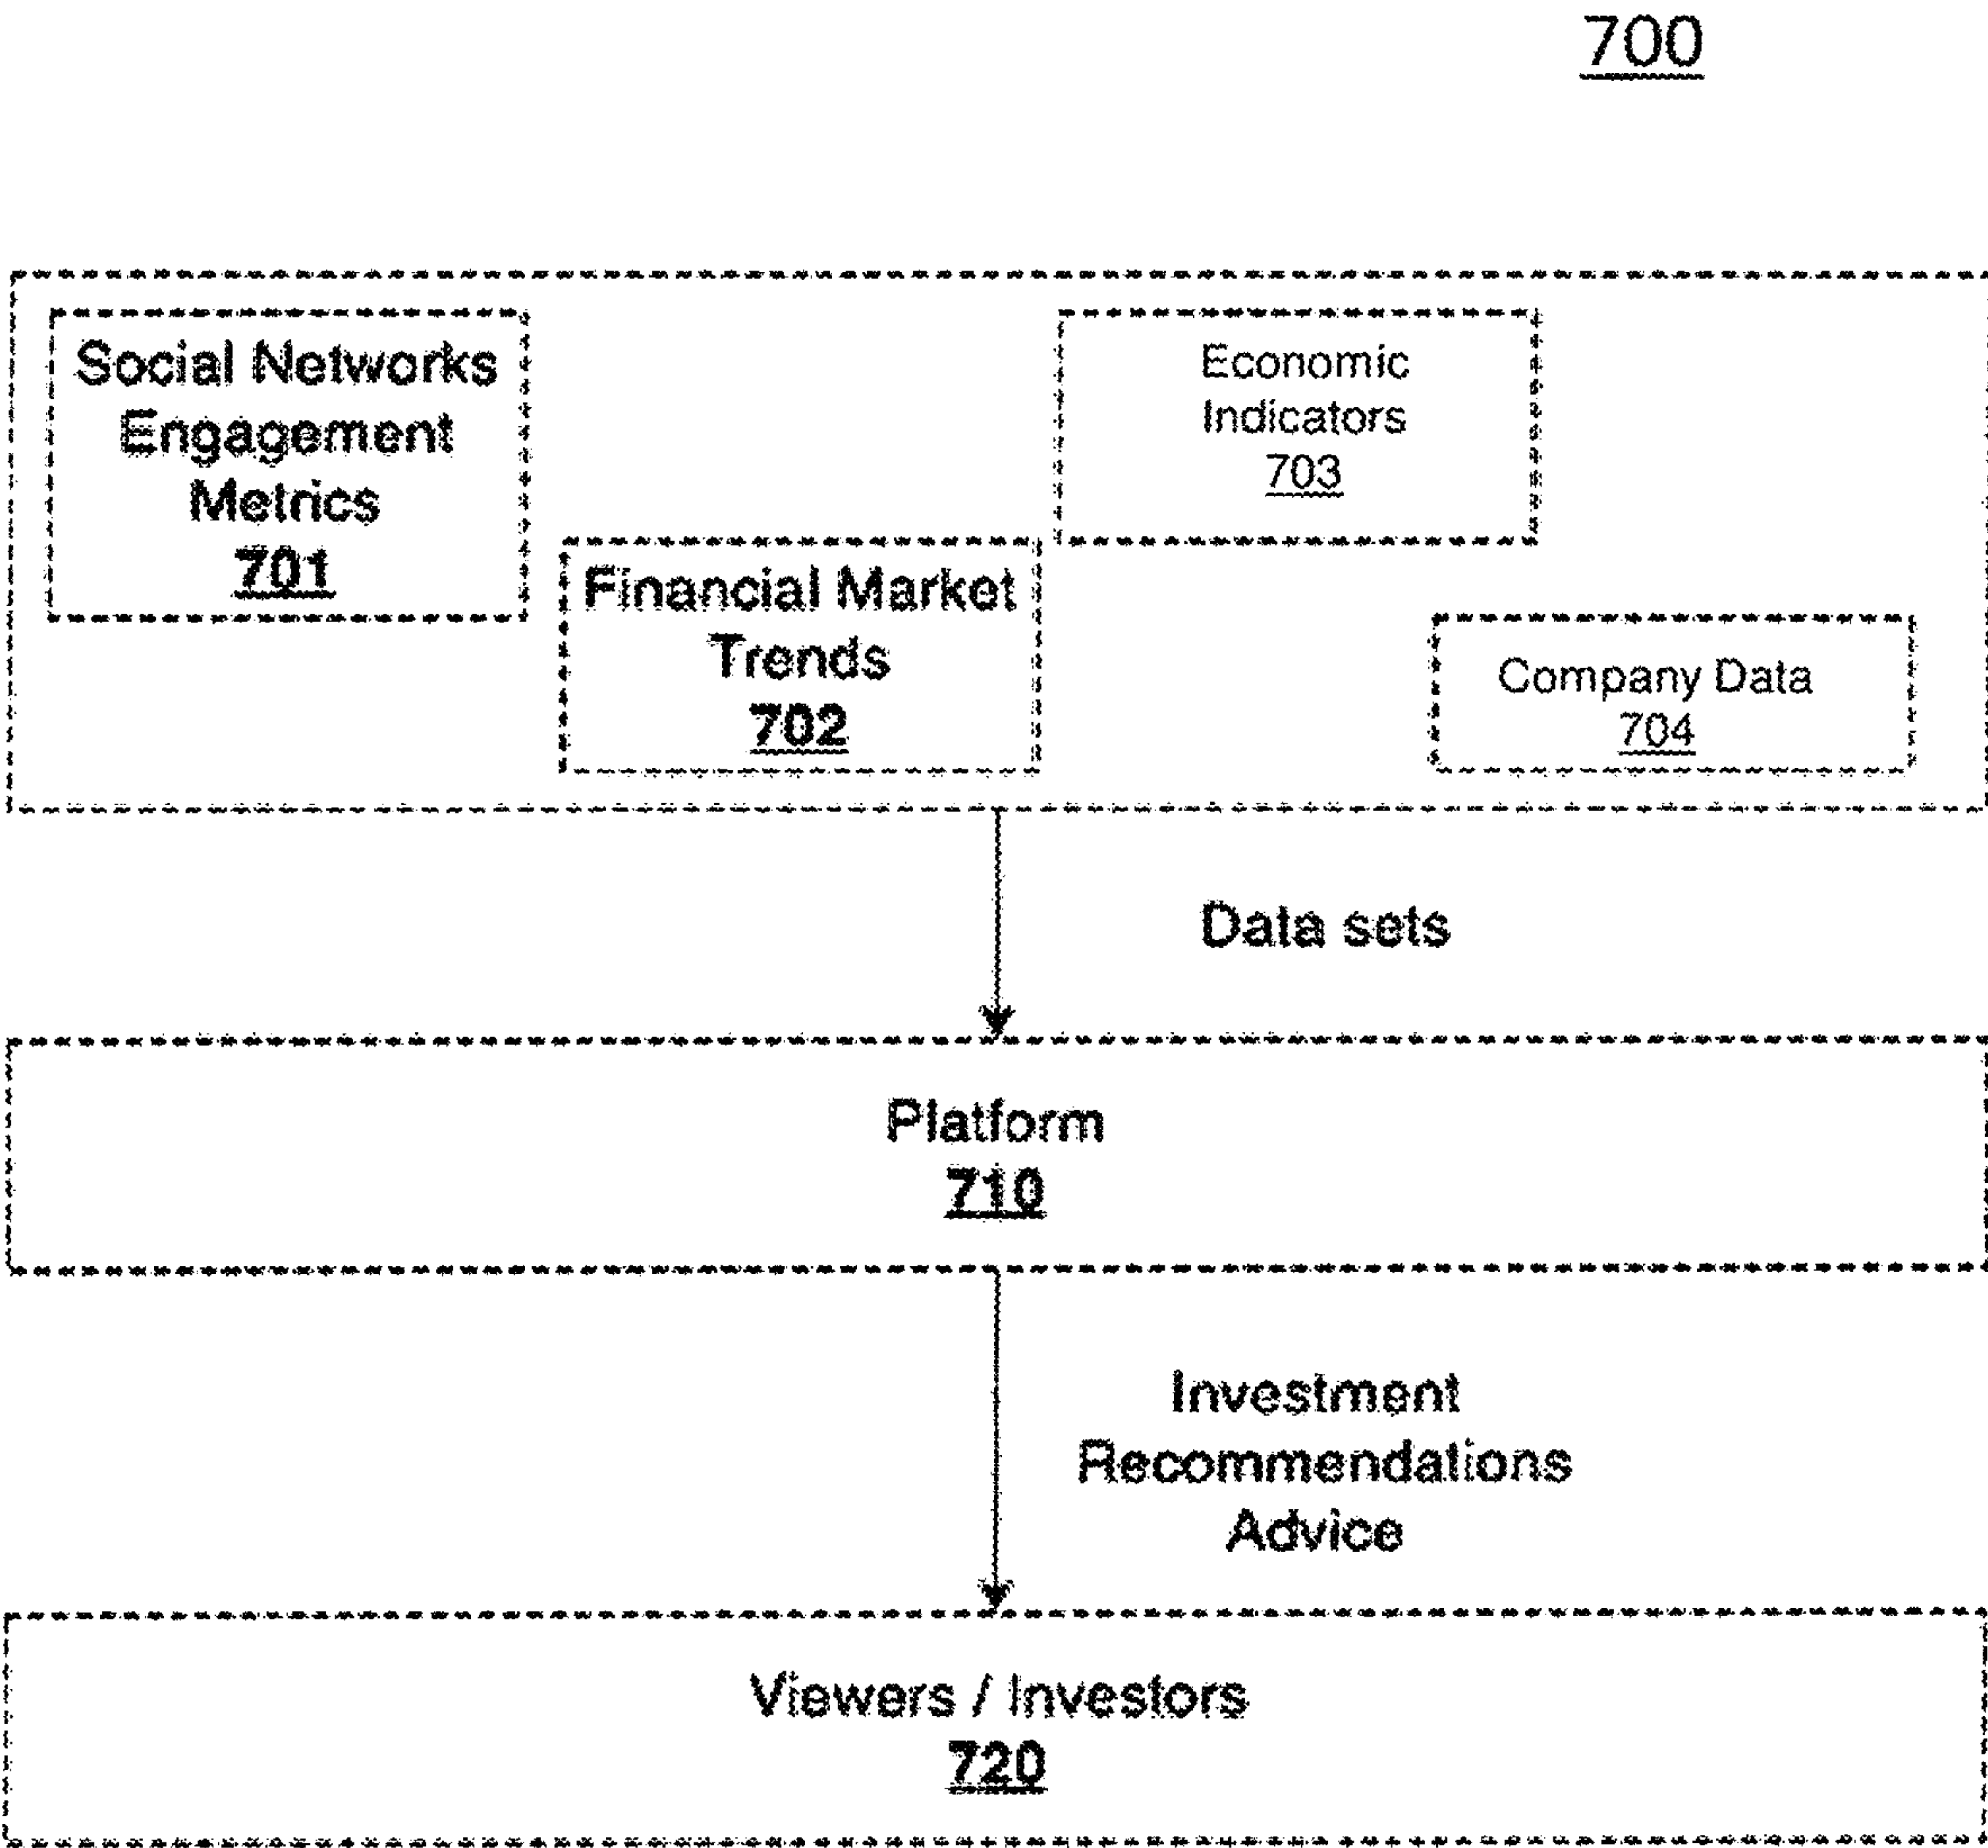 700
Social Networks
Engagement
Metrics
701
Financial Market
Trends
702
Economic
Indicators
703
Company Data
704
Data sets
Platform
710
Investment
Recommendations
Advice
Viewers / Investors
720